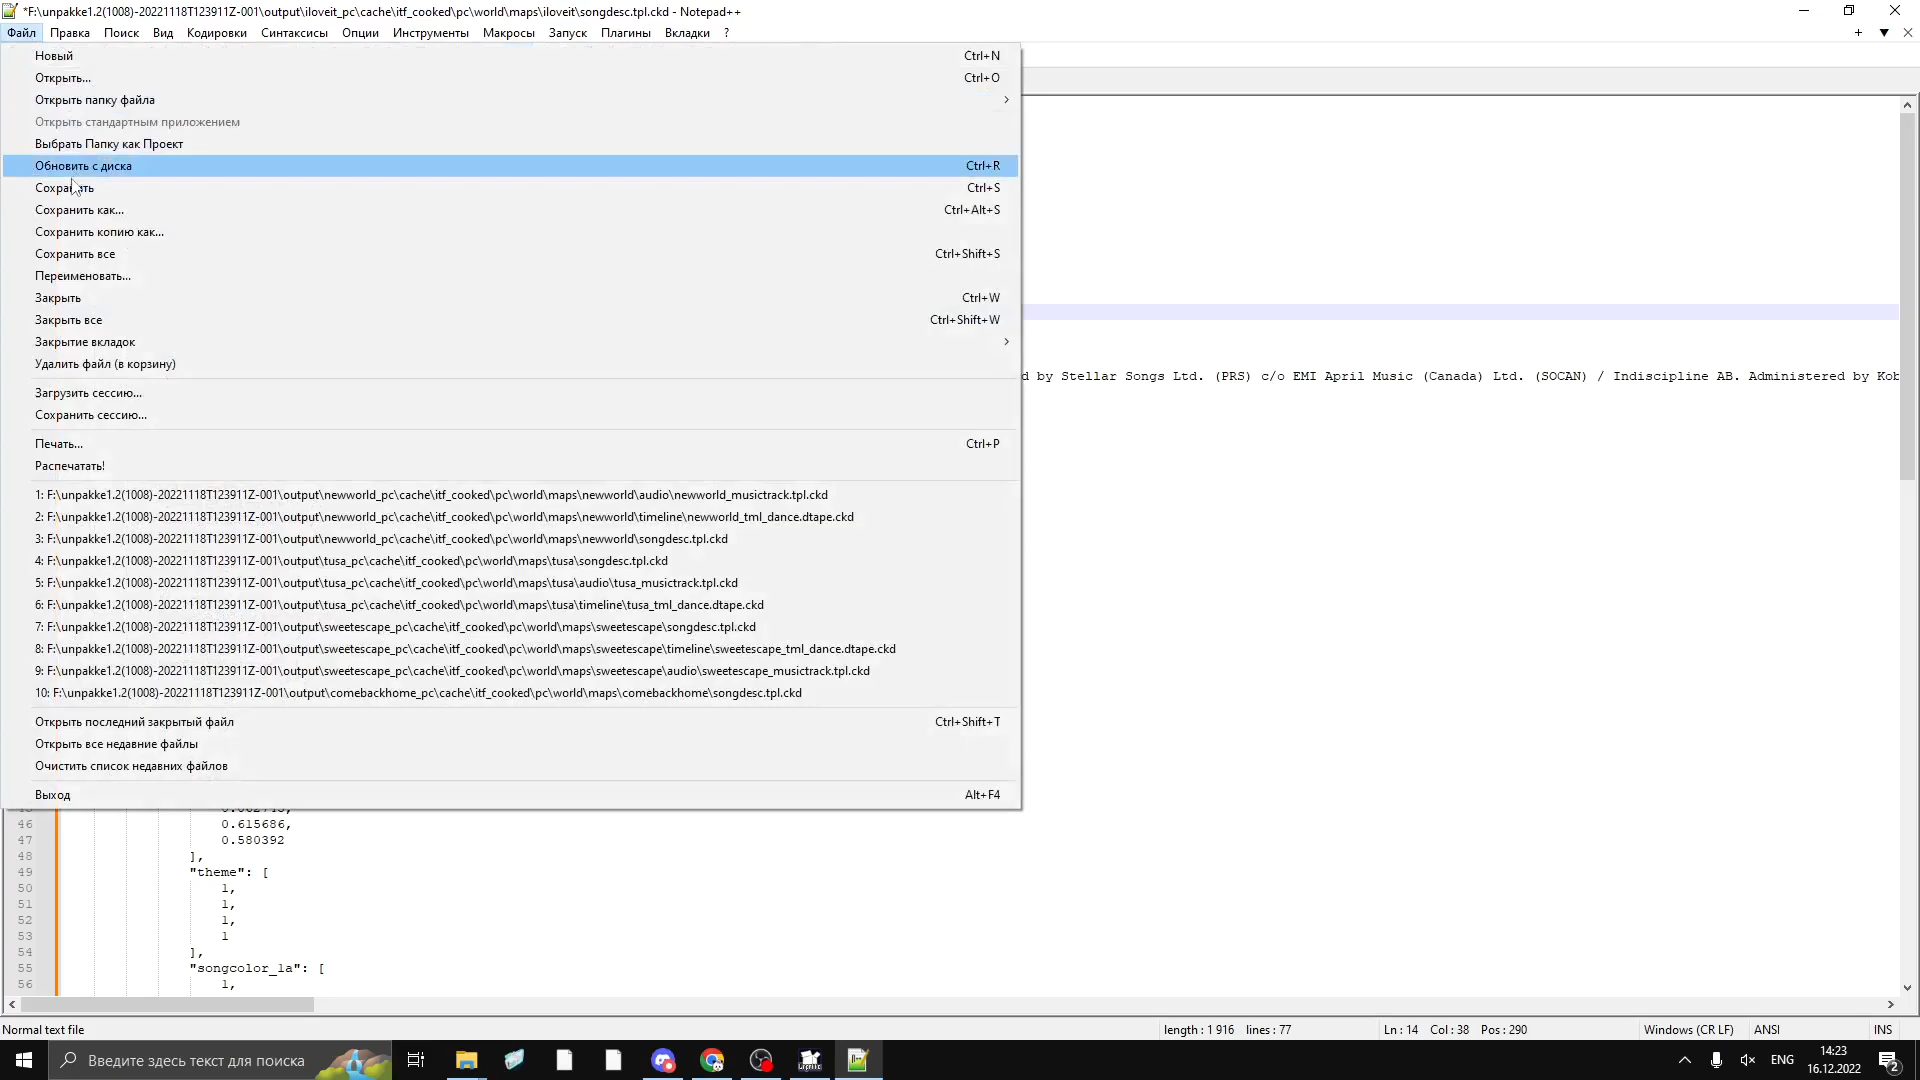 *F:\unpakke1.2(1008)-20221118T123911Z-001\output\iloveit_pc\cache\itf_cooked\pc\world\maps\iloveit\songdesc.tpl.ckd - Notepad++
Файл Правка Поиск Вид Кодировки Синтаксисы Опции Инструменты Макросы Запуск Плагины Вкладки ?
Новый Ctrl+N
Открыть... Ctrl+O
Открыть папку файла
Открыть стандартным приложением
Выбрать Папку как Проект
Обновить с диска Ctrl+R
Сохранить Ctrl+S
Сохранить как... Ctrl+Alt+S
Сохранить копию как...
Сохранить все Ctrl+Shift+S
Переименовать...
Закрыть Ctrl+W
Закрыть все Ctrl+Shift+W
Закрытие вкладок
Удалить файл (в корзину)
d by Stellar Songs Ltd. (PRS) c/o EMI April Music (Canada) Ltd. (SOCAN) / Indiscipline AB. Administered by Kob
Загрузить сессию...
Сохранить сессию...
Печать... Ctrl+P
Распечатать!
1: F:\unpakke1.2(1008)-20221118T123911Z-001\output\newworld_pc\cache\itf_cooked\pc\world\maps\newworld\audio\newworld_musictrack.tpl.ckd
2: F:\unpakke1.2(1008)-20221118T123911Z-001\output\newworld_pc\cache\itf_cooked\pc\world\maps\newworld\timeline\newworld_tml_dance.dtape.ckd
3: F:\unpakke1.2(1008)-20221118T123911Z-001\output\newworld_pc\cache\itf_cooked\pc\world\maps\newworld\songdesc.tpl.ckd
4: F:\unpakke1.2(1008)-20221118T123911Z-001\output\tusa_pc\cache\itf_cooked\pc\world\maps\tusa\songdesc.tpl.ckd
5: F:\unpakke1.2(1008)-20221118T123911Z-001\output\tusa_pc\cache\itf_cooked\pc\world\maps\tusa\audio\tusa_musictrack.tpl.ckd
6: F:\unpakke1.2(1008)-20221118T123911Z-001\output\tusa_pc\cache\itf_cooked\pc\world\maps\tusa\timeline\tusa_tml_dance.dtape.ckd
7: F:\unpakke1.2(1008)-20221118T123911Z-001\output\sweetescape_pc\cache\itf_cooked\pc\world\maps\sweetescape\songdesc.tpl.ckd
8: F:\unpakke1.2(1008)-20221118T123911Z-001\output\sweetescape_pc\cache\itf_cooked\pc\world\maps\sweetescape\timeline\sweetescape_tml_dance.dtape.ckd
9: F:\unpakke1.2(1008)-20221118T123911Z-001\output\sweetescape_pc\cache\itf_cooked\pc\world\maps\sweetescape\audio\sweetescape_musictrack.tpl.ckd
10: F:\unpakke1.2(1008)-20221118T123911Z-001\output\comebackhome_pc\cache\itf_cooked\pc\world\maps\comebackhome\songdesc.tpl.ckd
Открыть последний закрытый файл Ctrl+Shift+T
Открыть все недавние файлы
Очистить список недавних файлов
Выход Alt+F4
46 0.615686,
47 0.580392
48 ],
49 "theme": [
50 1,
51 1,
52 1,
53 1
54 ],
55 "songcolor_1a": [
56 1,
Normal text file length : 1 916 lines : 77 Ln : 14 Col : 38 Pos : 290 Windows (CR LF) ANSI INS
Введите здесь текст для поиска ENG 14:23
16.12.2022 2